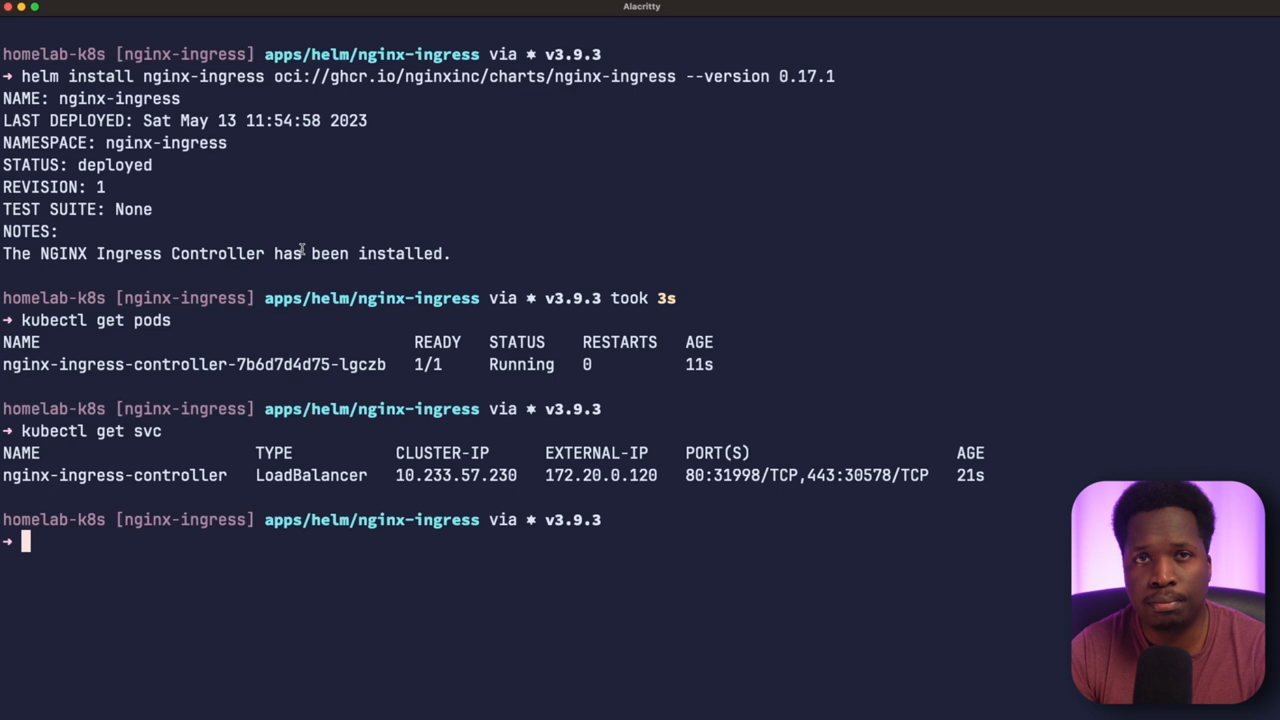 Alacritty
homelab-k8s [nginx-ingress] apps/helm/nginx-ingress via ⎈ v3.9.3
➜ helm install nginx-ingress oci://ghcr.io/nginxinc/charts/nginx-ingress --version 0.17.1
NAME: nginx-ingress
LAST DEPLOYED: Sat May 13 11:54:58 2023
NAMESPACE: nginx-ingress
STATUS: deployed
REVISION: 1
TEST SUITE: None
NOTES:
The NGINX Ingress Controller has been installed.
homelab-k8s [nginx-ingress] apps/helm/nginx-ingress via ⎈ v3.9.3 took 3s
➜ kubectl get pods
NAME READY STATUS RESTARTS AGE
nginx-ingress-controller-7b6d7d4d75-lgczb 1/1 Running 0 11s
homelab-k8s [nginx-ingress] apps/helm/nginx-ingress via ⎈ v3.9.3
➜ kubectl get svc
NAME TYPE CLUSTER-IP EXTERNAL-IP PORT(S) AGE
nginx-ingress-controller LoadBalancer 10.233.57.230 172.20.0.120 80:31998/TCP,443:30578/TCP 21s
homelab-k8s [nginx-ingress] apps/helm/nginx-ingress via ⎈ v3.9.3
➜